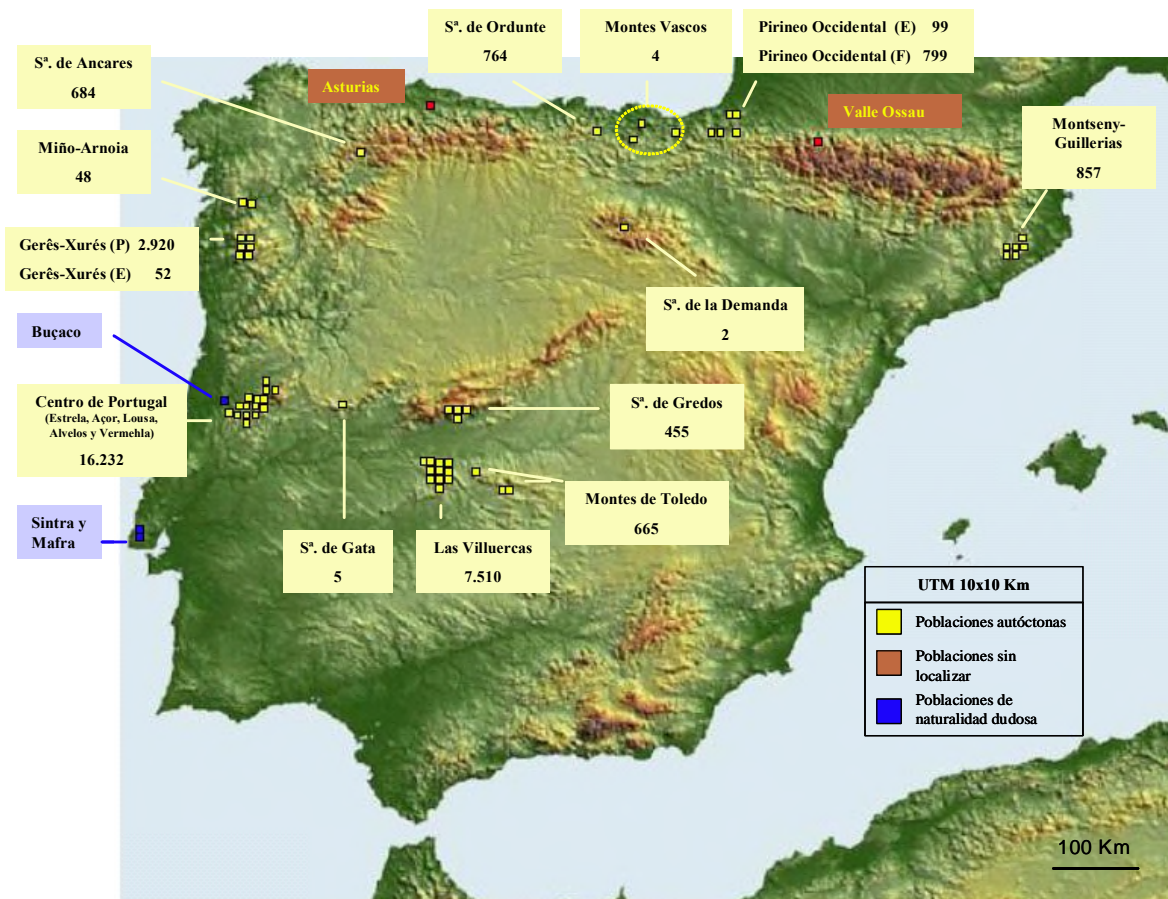 Sª. de Ordunte
764
Montes Vascos
4
Pirineo Occidental (E) 99
Pirineo Occidental (F) 799
Sª. de Ancares
684
Asturias
Valle Ossau
Montseny-
Guillerias
857
Miño-Arnoia
48
Gerês-Xurés (P) 2.920
Gerês-Xurés (E) 52
Sª. de la Demanda
2
Buçaco
Centro de Portugal
(Estrela, Açor, Lousa,
Alvelos y Vermehla)
16.232
Sª. de Gredos
455
Montes de Toledo
665
Sintra y
Mafra
Sª. de Gata
5
Las Villuercas
7.510
UTM 10x10 Km
Poblaciones autóctonas
Poblaciones sin
localizar
Poblaciones de
naturalidad dudosa
100 Km